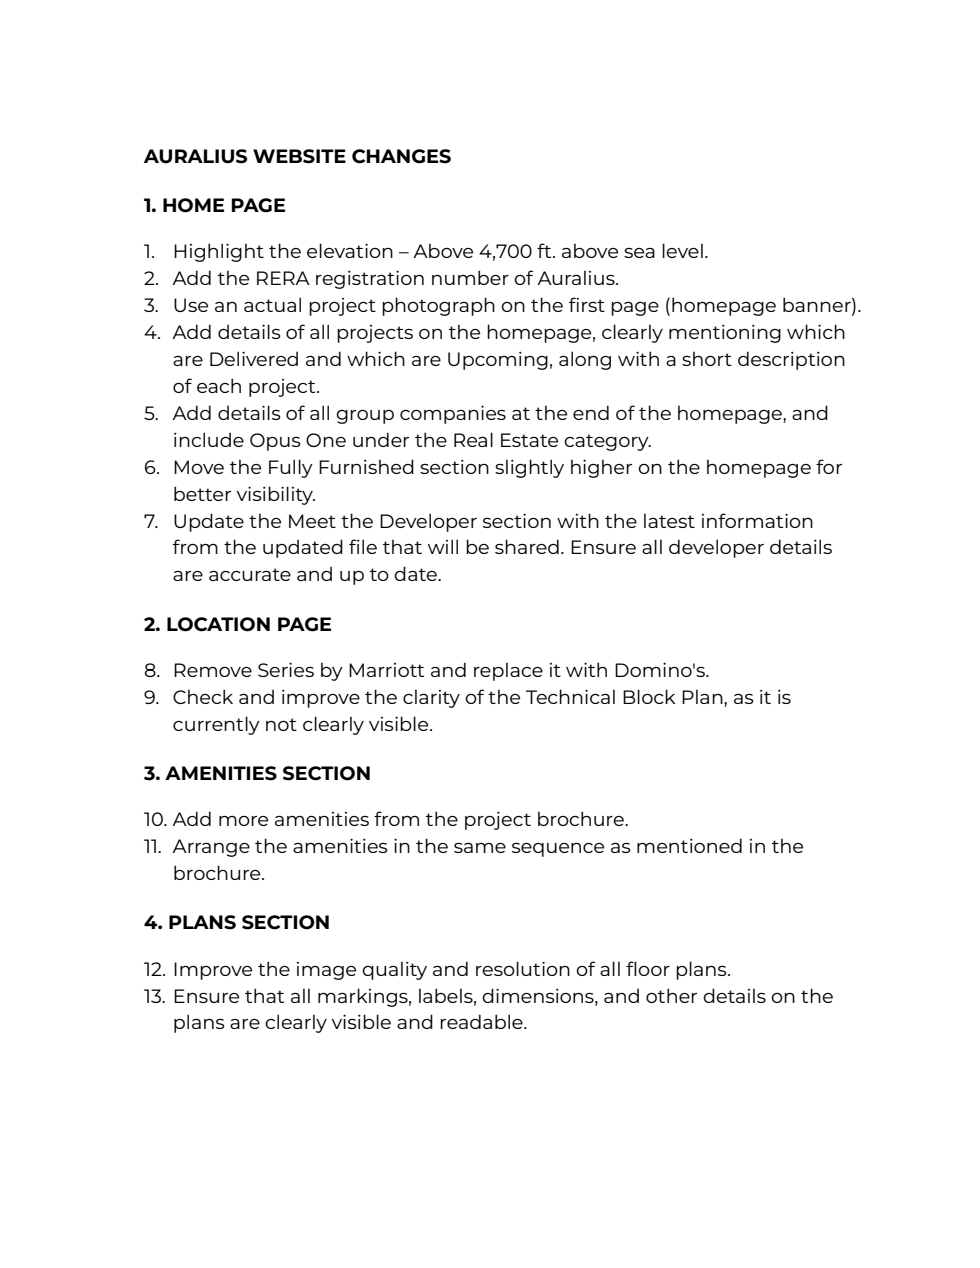 AURALIUS WEBSITE CHANGES
1. HOME PAGE
1. Highlight the elevation – Above 4,700 ft. above sea level.
2. Add the RERA registration number of Auralius.
3. Use an actual project photograph on the first page (homepage banner).
4. Add details of all projects on the homepage, clearly mentioning which
are Delivered and which are Upcoming, along with a short description
of each project.
5. Add details of all group companies at the end of the homepage, and
include Opus One under the Real Estate category.
6. Move the Fully Furnished section slightly higher on the homepage for
better visibility.
7. Update the Meet the Developer section with the latest information
from the updated file that will be shared. Ensure all developer details
are accurate and up to date.
2. LOCATION PAGE
8. Remove Series by Marriott and replace it with Domino's.
9. Check and improve the clarity of the Technical Block Plan, as it is
currently not clearly visible.
3. AMENITIES SECTION
10. Add more amenities from the project brochure.
11. Arrange the amenities in the same sequence as mentioned in the
brochure.
4. PLANS SECTION
12. Improve the image quality and resolution of all floor plans.
13. Ensure that all markings, labels, dimensions, and other details on the
plans are clearly visible and readable.